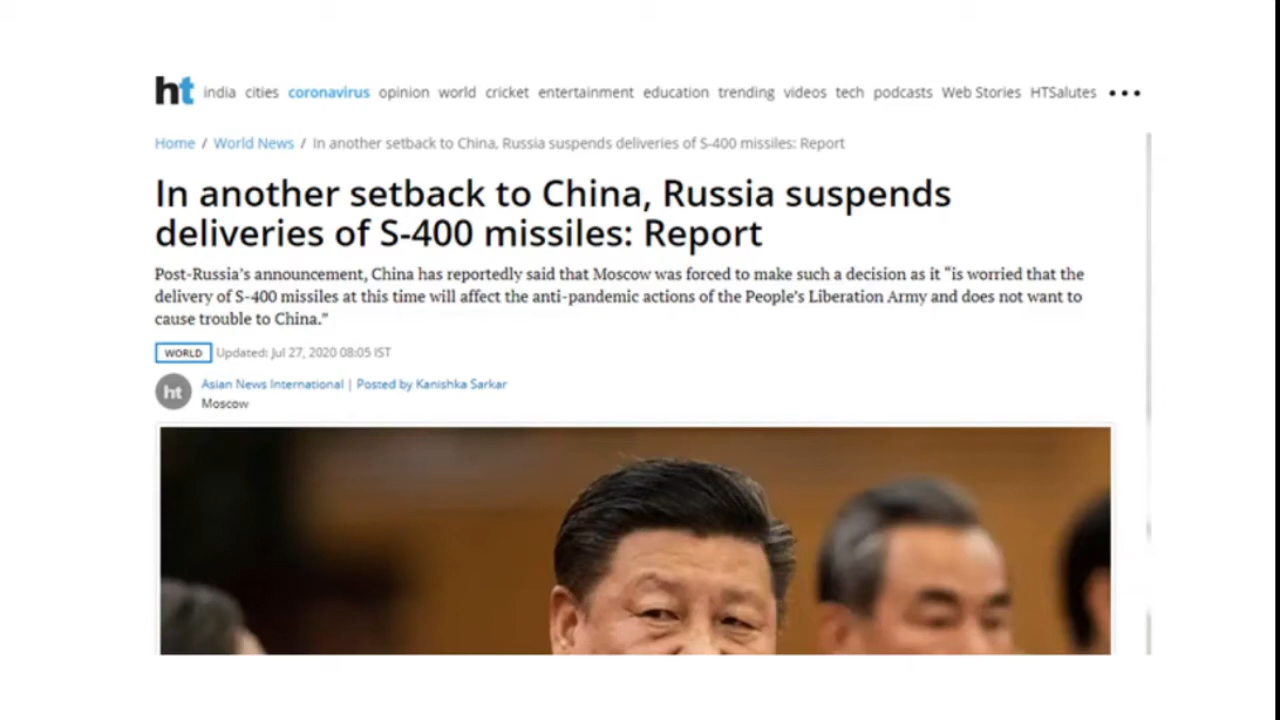 ht india cities coronavirus opinion world cricket entertainment education trending videos tech podcasts Web Stories HTSalutes •••
Home / World News / In another setback to China, Russia suspends deliveries of S-400 missiles: Report
In another setback to China, Russia suspends
deliveries of S-400 missiles: Report
Post-Russia’s announcement, China has reportedly said that Moscow was forced to make such a decision as it “is worried that the
delivery of S-400 missiles at this time will affect the anti-pandemic actions of the People’s Liberation Army and does not want to
cause trouble to China.”
WORLD Updated: Jul 27, 2020 08:05 IST
ht Asian News International | Posted by Kanishka Sarkar
Moscow